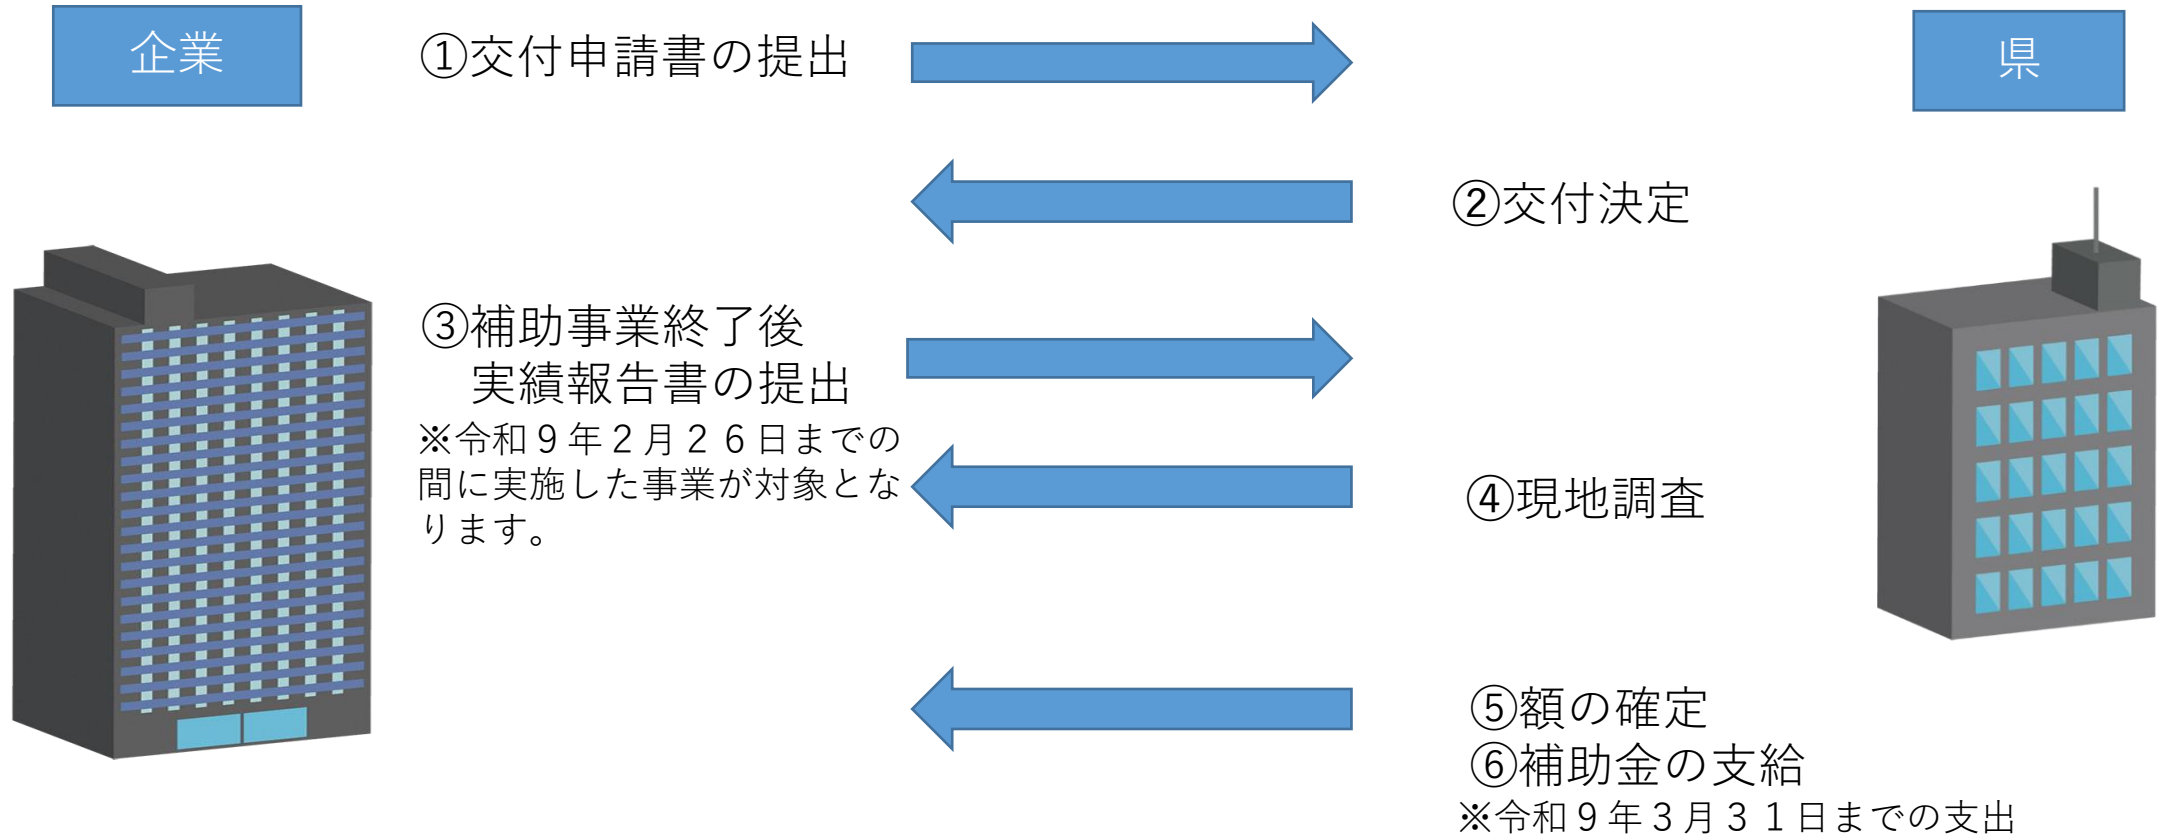 企業
県
①交付申請書の提出
②交付決定
③補助事業終了後
実績報告書の提出
※令和９年２月２６日までの
間に実施した事業が対象とな
ります。
④現地調査
⑤額の確定
⑥補助金の支給
※令和９年３月３１日までの支出